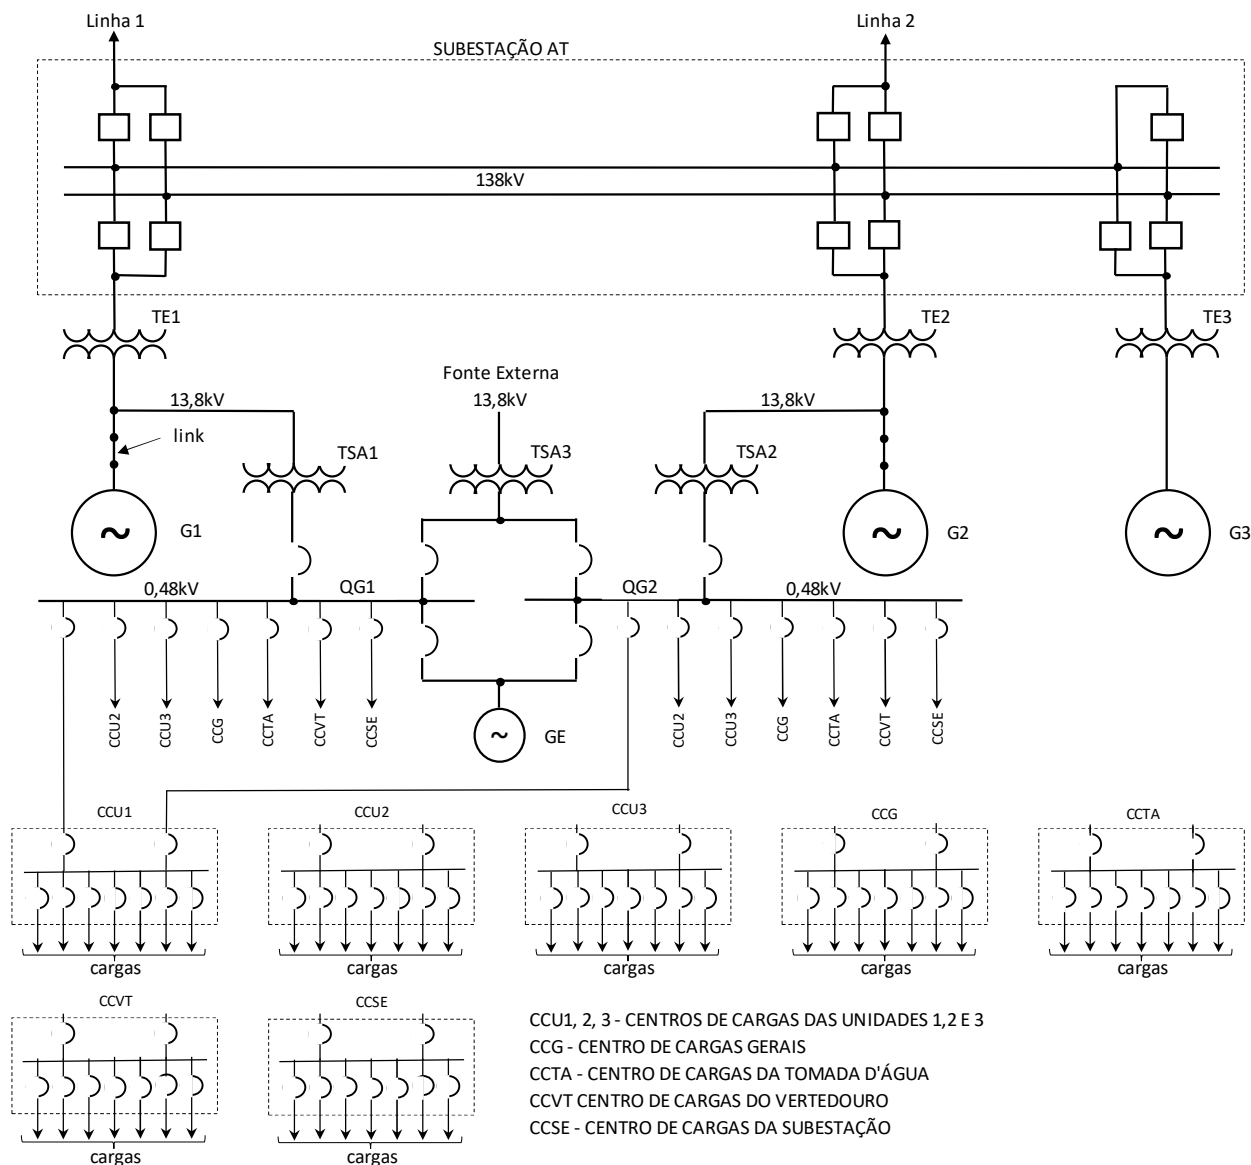 Linha 1
Linha 2
SUBESTAÇÃO AT
138kV
TE1
TE2
TE3
Fonte Externa
13,8kV
13,8kV
13,8kV
link
TSA1
TSA3
TSA2
~
G1
~
G2
~
G3
0,48kV
QG1
QG2
0,48kV
CCU2
CCU3
CCG
CCTA
CCVT
CCSE
~
GE
CCU2
CCU3
CCG
CCTA
CCVT
CCSE
CCU1
CCU2
CCU3
CCG
CCTA
cargas
cargas
cargas
cargas
cargas
CCVT
CCSE
cargas
cargas
CCU1, 2, 3 - CENTROS DE CARGAS DAS UNIDADES 1,2 E 3
CCG - CENTRO DE CARGAS GERAIS
CCTA - CENTRO DE CARGAS DA TOMADA D'ÁGUA
CCVT CENTRO DE CARGAS DO VERTEDOURO
CCSE - CENTRO DE CARGAS DA SUBESTAÇÃO